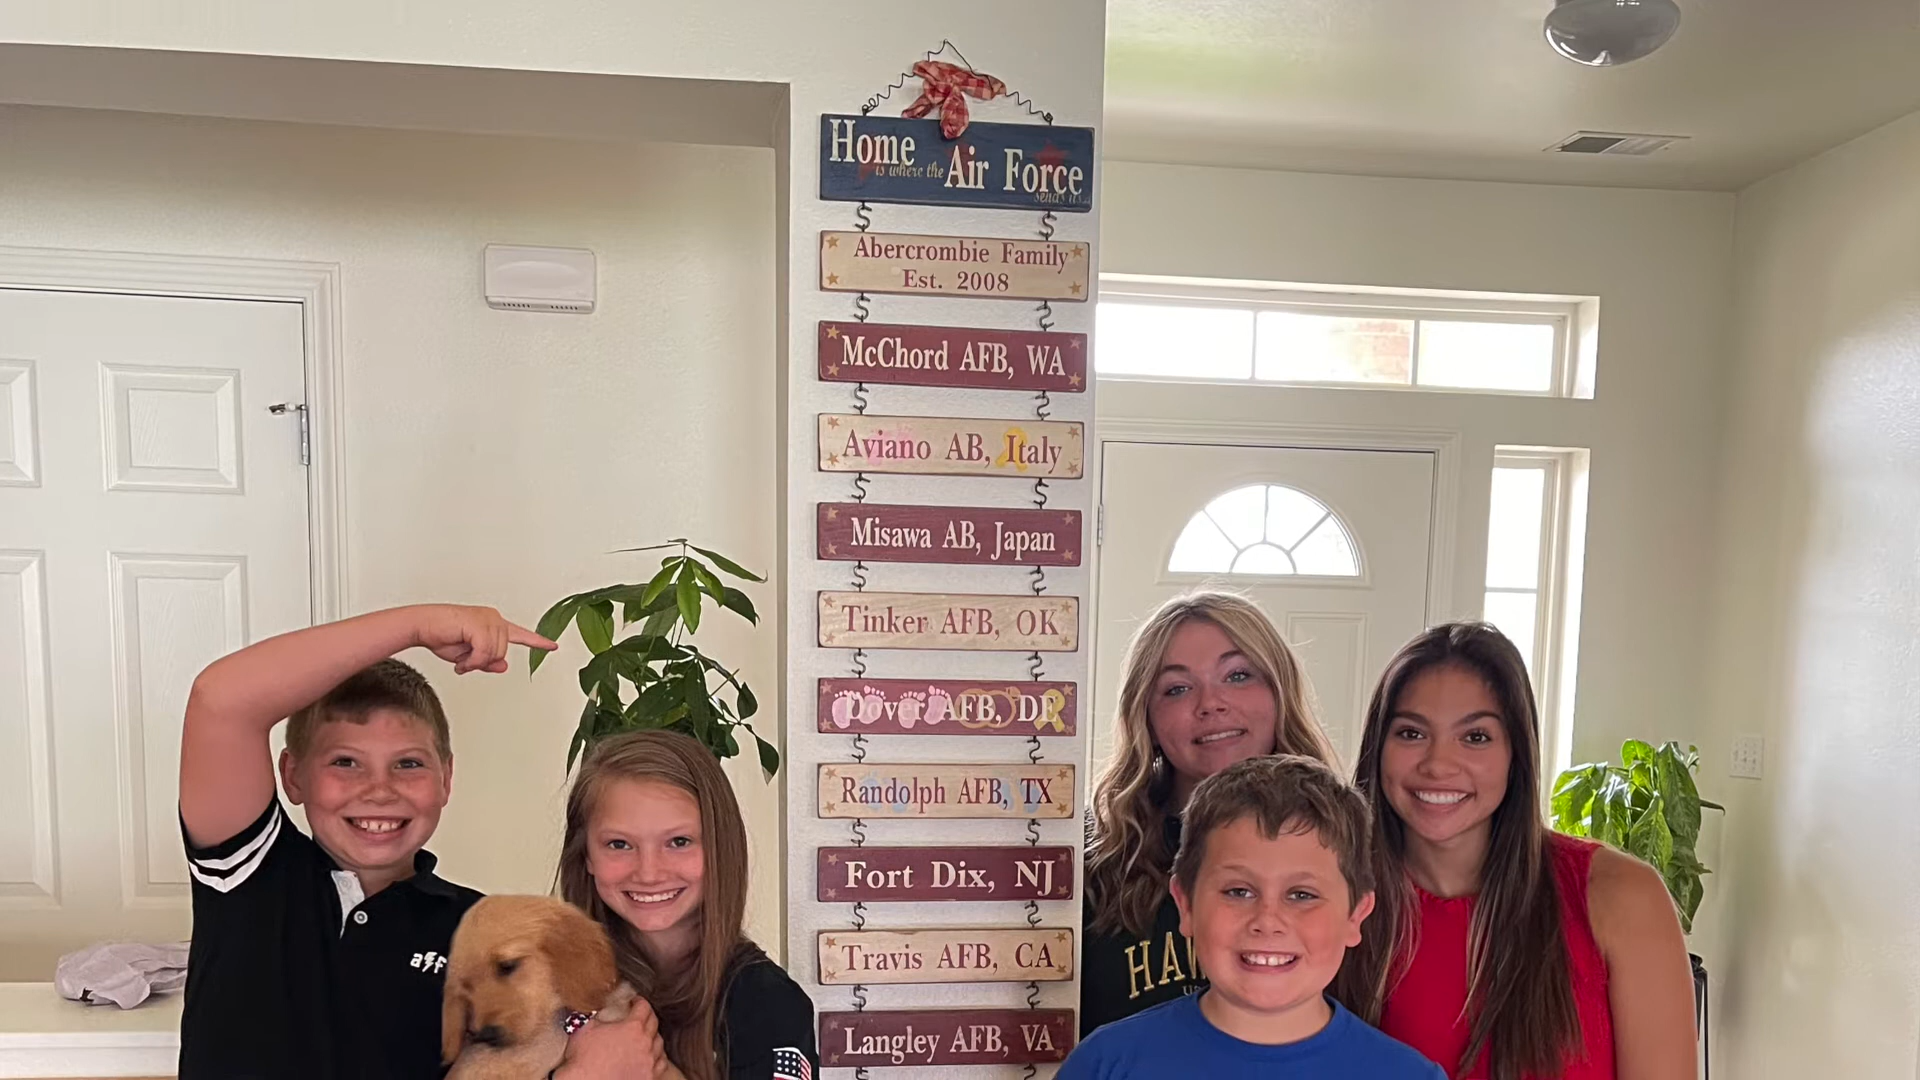 Home is where the Air Force
sends us...
Abercrombie Family
Est. 2008
McChord AFB, WA
Aviano AB, Italy
Misawa AB, Japan
Tinker AFB, OK
Dover AFB, DE
Randolph AFB, TX
Fort Dix, NJ
Travis AFB, CA
Langley AFB, VA